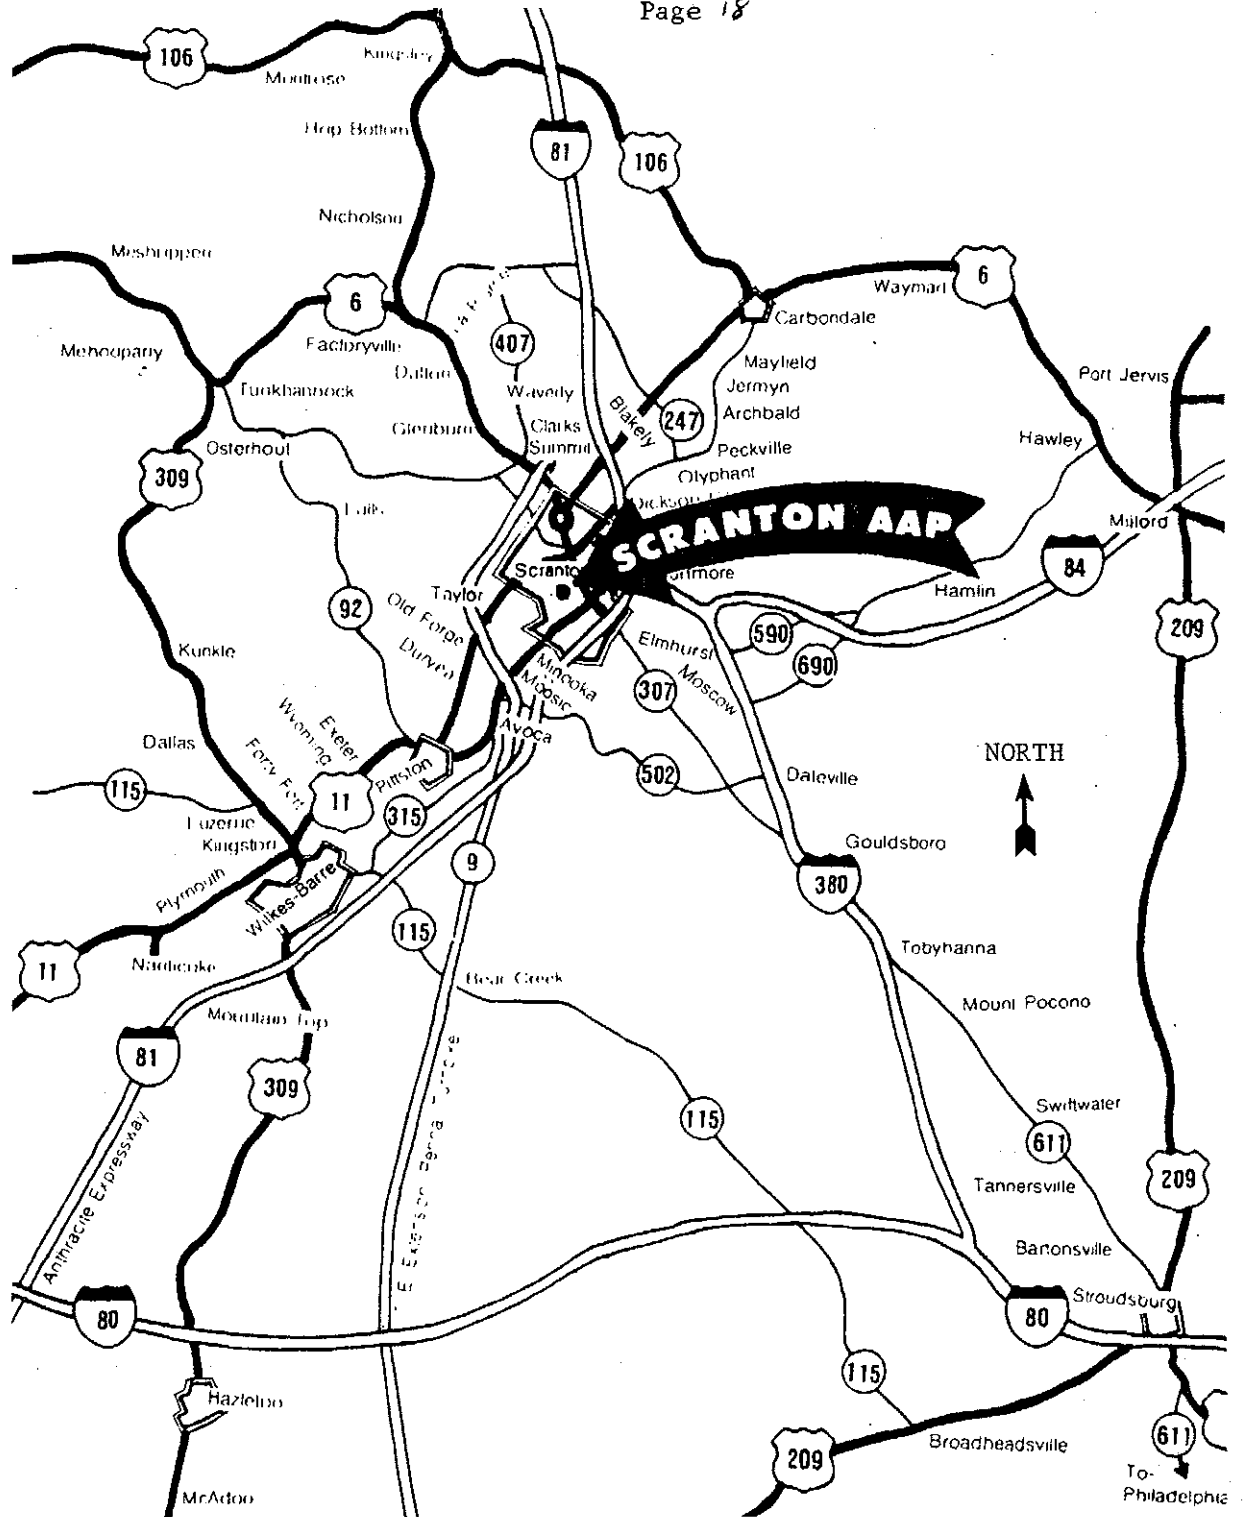 Page 18
106
Kingsley
Montrose
Hop Bottom
81
106
Nicholson
Meshoppen
6
Waymart
6
Carbondale
Factoryville
407
Mehoopany
Dalton
Mayfield
Port Jervis
Tunkhannock
Waverly
Jermyn
Blakely
247
Archbald
Glenburn
Clarks
Summit
Hawley
Osterhout
Peckville
309
Olyphant
Falls
Dickson
SCRANTON AAP
Milford
Scranton
84
Hamlin
Taylor
92
Old Forge
209
Elmhurst
590
Kunkle
Duryea
Minooka
690
Moosic
307
Moscow
Exeter
Wyoming
Avoca
Dallas
Forty Fort
NORTH
Pittston
502
Daleville
115
11
315
Luzerne
Kingston
Gouldsboro
9
380
Plymouth
Wilkes-Barre
115
Tobyhanna
11
Nanticoke
Bear Creek
Mount Pocono
Mountain Top
81
309
Swiftwater
115
611
Anthracite Expressway
Tannersville
209
Bartonsville
Stroudsburg
80
80
115
Hazleton
Broadheadsville
611
209
To-
Philadelphia
McAdoo